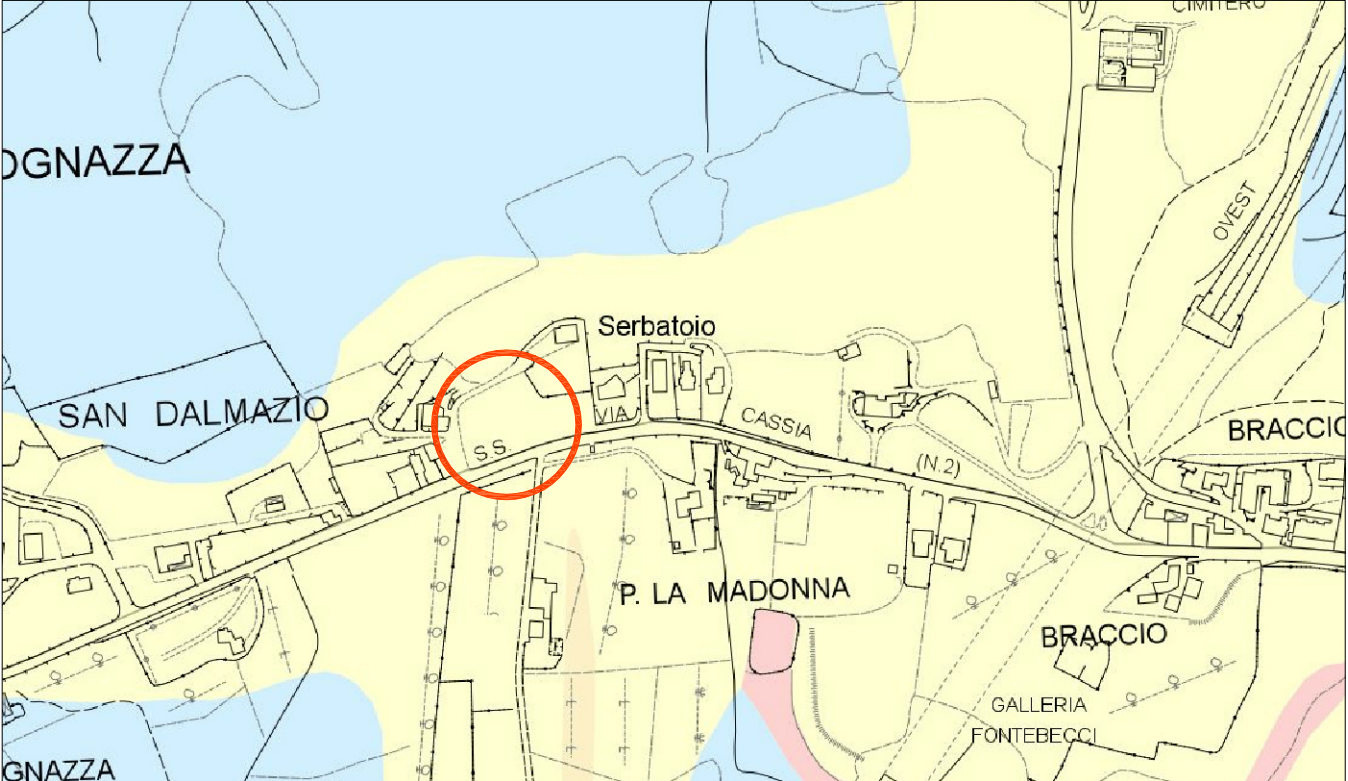 CIMITERO
OGNAZZA
OVEST
Serbatoio
SAN DALMAZIO
VIA
CASSIA
S.S.
(N.2)
BRACCIO
P. LA MADONNA
BRACCIO
GALLERIA
FONTEBECCI
GNAZZA